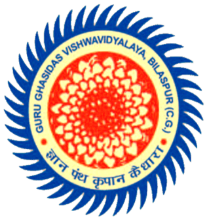 GURU GHASIDAS VISHWAVIDYALAYA, BILASPUR (C.G.)
ज्ञान पंथ कृपान कै धारा